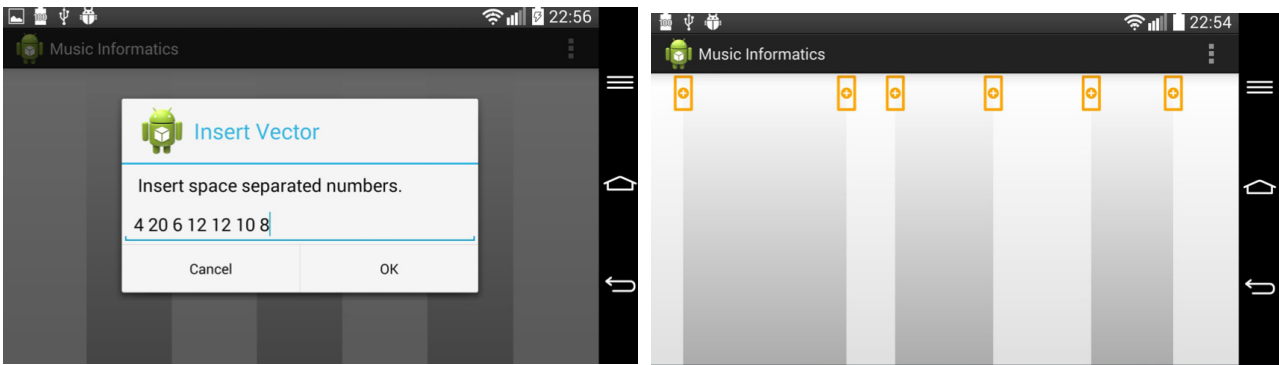 22:56
Music Informatics
Insert Vector
Insert space separated numbers.
4 20 6 12 12 10 8
Cancel OK
22:54
Music Informatics